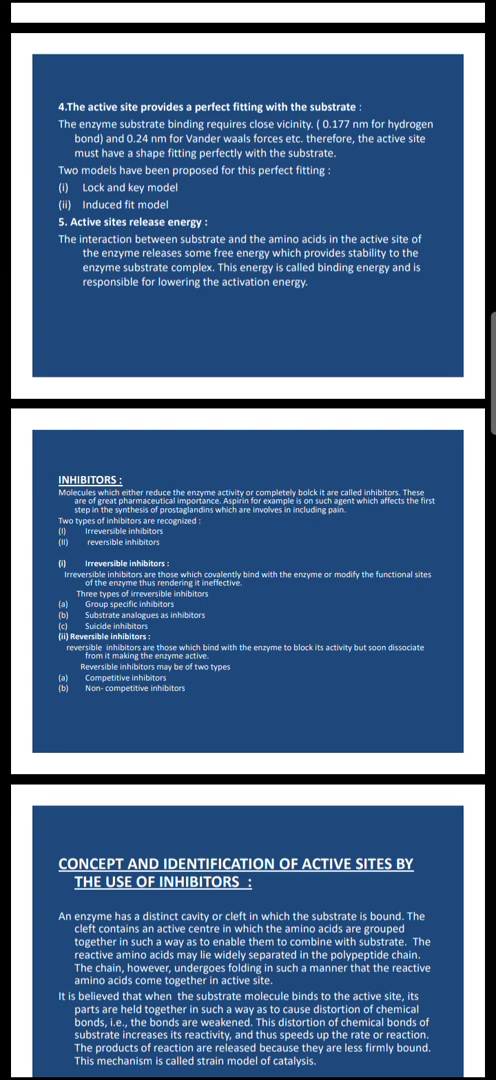 4.The active site provides a perfect fitting with the substrate :
The enzyme substrate binding requires close vicinity. ( 0.177 nm for hydrogen
bond) and 0.24 nm for Vander waals forces etc. therefore, the active site
must have a shape fitting perfectly with the substrate.
Two models have been proposed for this perfect fitting :
(i) Lock and key model
(ii) Induced fit model
5. Active sites release energy :
The interaction between substrate and the amino acids in the active site of
the enzyme releases some free energy which provides stability to the
enzyme substrate complex. This energy is called binding energy and is
responsible for lowering the activation energy.
INHIBITORS :
Molecules which either reduce the enzyme activity or completely bolck it are called inhibitors. These
are of great pharmaceutical importance. Aspirin for example is on such agent which affects the first
step in the synthesis of prostaglandins which are involves in including pain.
Two types of inhibitors are recognized :
(I) Irreversible inhibitors
(II) reversible inhibitors
(i) Irreversible inhibitors :
Irreversible inhibitors are those which covalently bind with the enzyme or modify the functional sites
of the enzyme thus rendering it ineffective.
Three types of irreversible inhibitors
(a) Group specific inhibitors
(b) Substrate analogues as inhibitors
(c) Suicide inhibitors
(ii) Reversible inhibitors :
reversible inhibitors are those which bind with the enzyme to block its activity but soon dissociate
from it making the enzyme active.
Reversible inhibitors may be of two types
(a) Competitive inhibitors
(b) Non- competitive inhibitors
CONCEPT AND IDENTIFICATION OF ACTIVE SITES BY
THE USE OF INHIBITORS :
An enzyme has a distinct cavity or cleft in which the substrate is bound. The
cleft contains an active centre in which the amino acids are grouped
together in such a way as to enable them to combine with substrate. The
reactive amino acids may lie widely separated in the polypeptide chain.
The chain, however, undergoes folding in such a manner that the reactive
amino acids come together in active site.
It is believed that when the substrate molecule binds to the active site, its
parts are held together in such a way as to cause distortion of chemical
bonds, i.e., the bonds are weakened. This distortion of chemical bonds of
substrate increases its reactivity, and thus speeds up the rate or reaction.
The products of reaction are released because they are less firmly bound.
This mechanism is called strain model of catalysis.